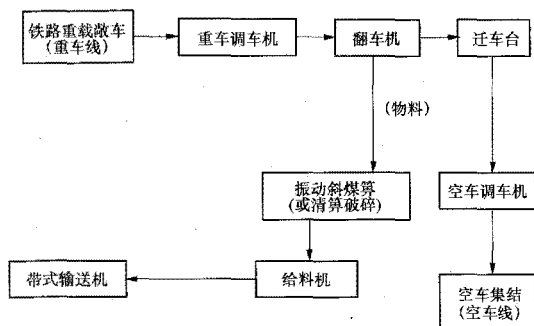 铁路重载敞车
(重车线)
重车调车机
翻车机
迁车台
(物料)
振动斜煤箅
(或清箅破碎)
空车调车机
带式输送机
给料机
空车集结
(空车线)